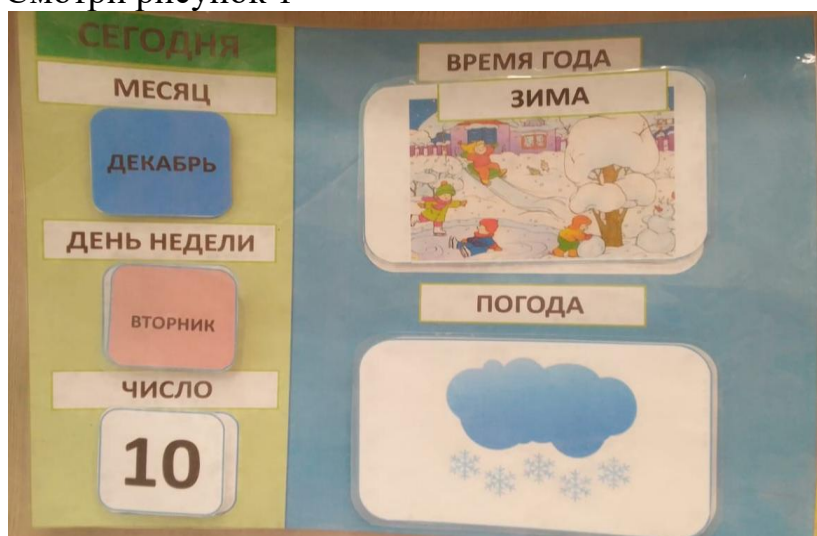 Смотри рисунок 1
СЕГОДНЯ
МЕСЯЦ
ДЕКАБРЬ
ДЕНЬ НЕДЕЛИ
ВТОРНИК
ЧИСЛО
10
ВРЕМЯ ГОДА
ЗИМА
ПОГОДА